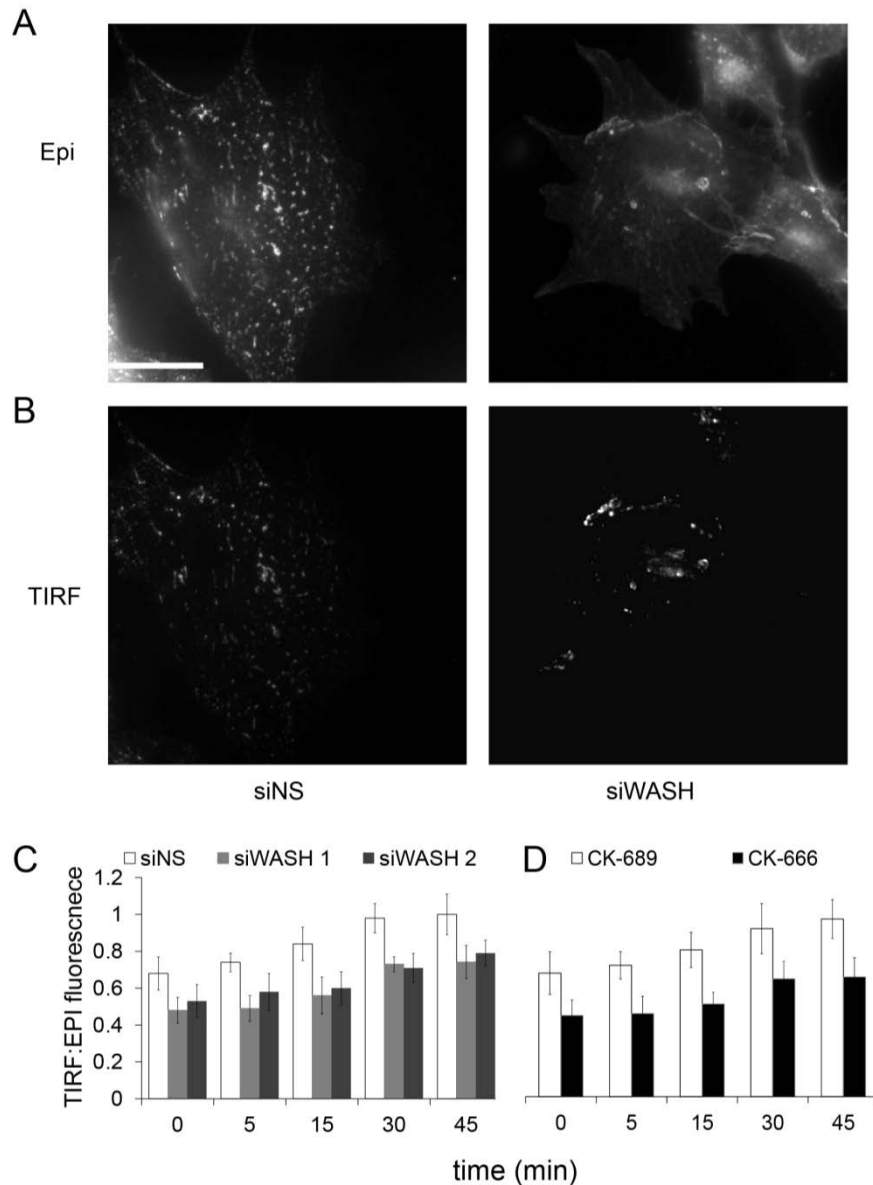 A
Epi
B
TIRF
siNS siWASH
C siNS siWASH 1 siWASH 2 D CK-689 CK-666
1.2
1
0.8
0.6
0.4
0.2
0
TIRF:EPI fluorescnece
0 5 15 30 45 0 5 15 30 45
time (min)